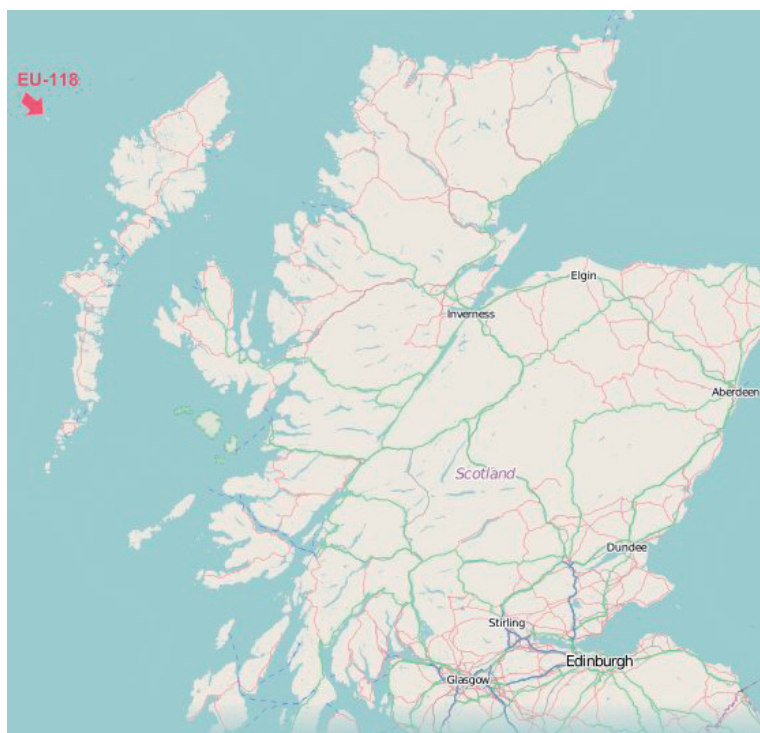 EU-118
Elgin
Inverness
Aberdeen
Scotland
Dundee
Stirling
Edinburgh
Glasgow